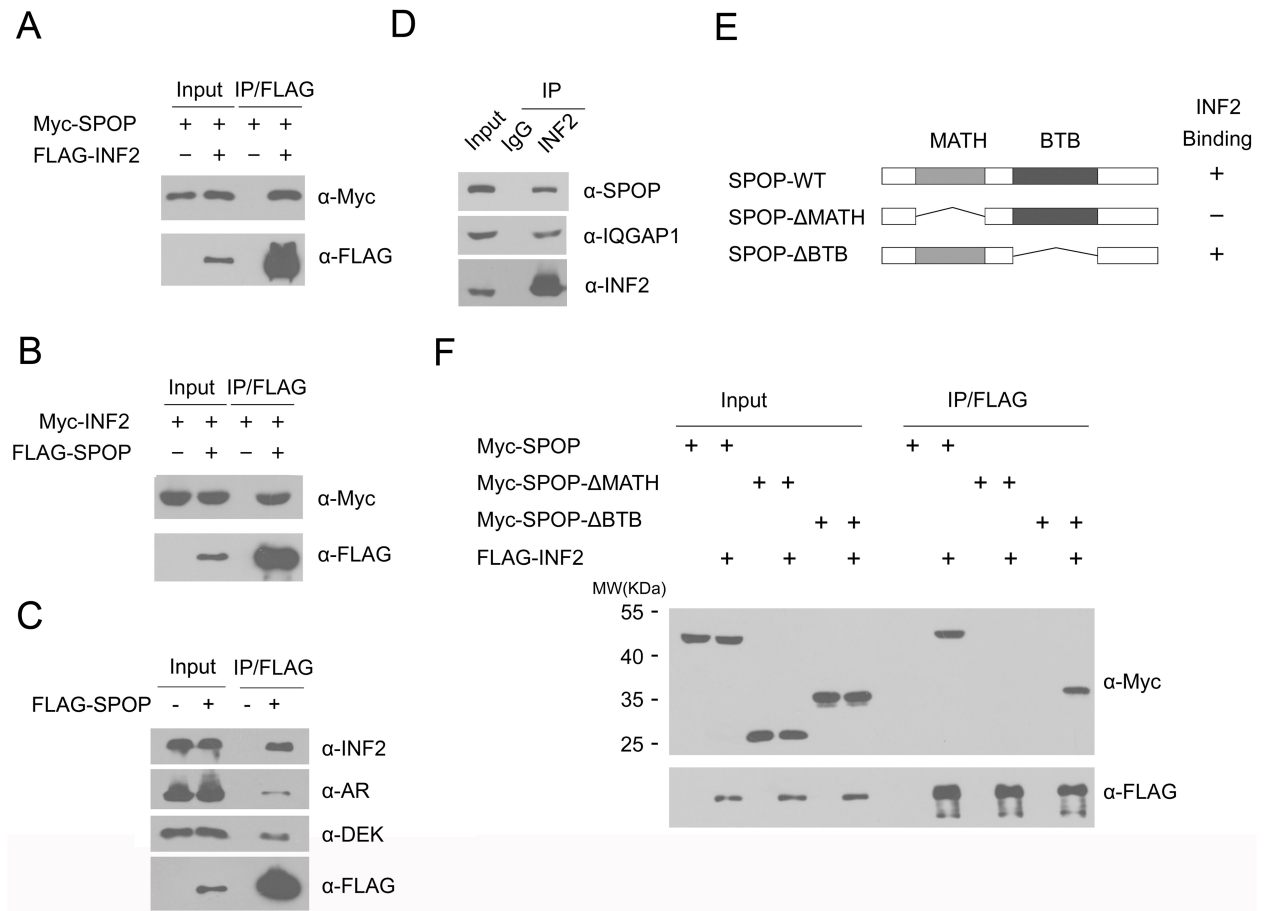 A
Input IP/FLAG
Myc-SPOP + + + +
FLAG-INF2 − + − +
α-Myc
α-FLAG
B
Input IP/FLAG
Myc-INF2 + + + +
FLAG-SPOP − + − +
α-Myc
α-FLAG
C
Input IP/FLAG
FLAG-SPOP - + - +
α-INF2
α-AR
α-DEK
α-FLAG
D
IP
Input IgG INF2
α-SPOP
α-IQGAP1
α-INF2
E
INF2
MATH BTB Binding
SPOP-WT +
SPOP-ΔMATH −
SPOP-ΔBTB +
F
Input IP/FLAG
Myc-SPOP + + + +
Myc-SPOP-ΔMATH + + + +
Myc-SPOP-ΔBTB + + + +
FLAG-INF2 + + + + + +
MW(KDa)
55 -
40 -
35 -
25 -
α-Myc
α-FLAG